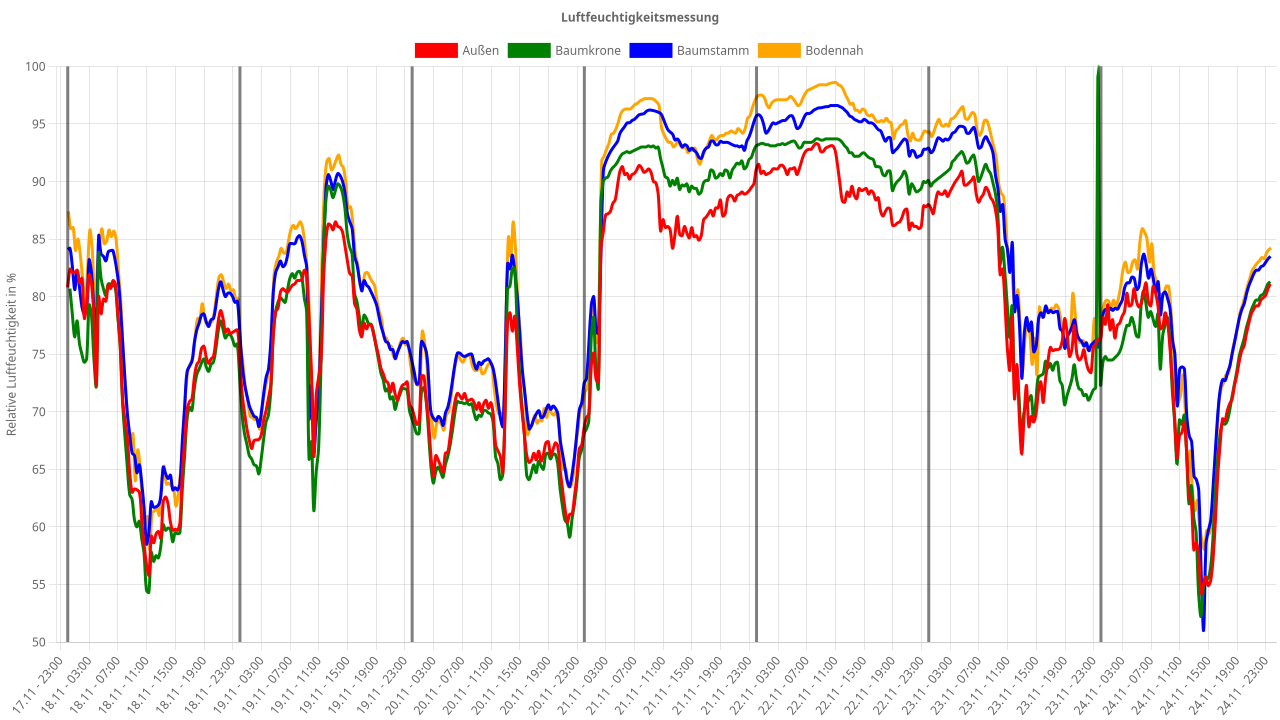 Luftfeuchtigkeitsmessung
Außen Baumkrone Baumstamm Bodennah
Relative Luftfeuchtigkeit in %
100
95
90
85
80
75
70
65
60
55
50
17.11 - 23:00
18.11 - 03:00
18.11 - 07:00
18.11 - 11:00
18.11 - 15:00
18.11 - 19:00
18.11 - 23:00
19.11 - 03:00
19.11 - 07:00
19.11 - 11:00
19.11 - 15:00
19.11 - 19:00
19.11 - 23:00
20.11 - 03:00
20.11 - 07:00
20.11 - 11:00
20.11 - 15:00
20.11 - 19:00
20.11 - 23:00
21.11 - 03:00
21.11 - 07:00
21.11 - 11:00
21.11 - 15:00
21.11 - 19:00
21.11 - 23:00
22.11 - 03:00
22.11 - 07:00
22.11 - 11:00
22.11 - 15:00
22.11 - 19:00
22.11 - 23:00
23.11 - 03:00
23.11 - 07:00
23.11 - 11:00
23.11 - 15:00
23.11 - 19:00
23.11 - 23:00
24.11 - 03:00
24.11 - 07:00
24.11 - 11:00
24.11 - 15:00
24.11 - 19:00
24.11 - 23:00